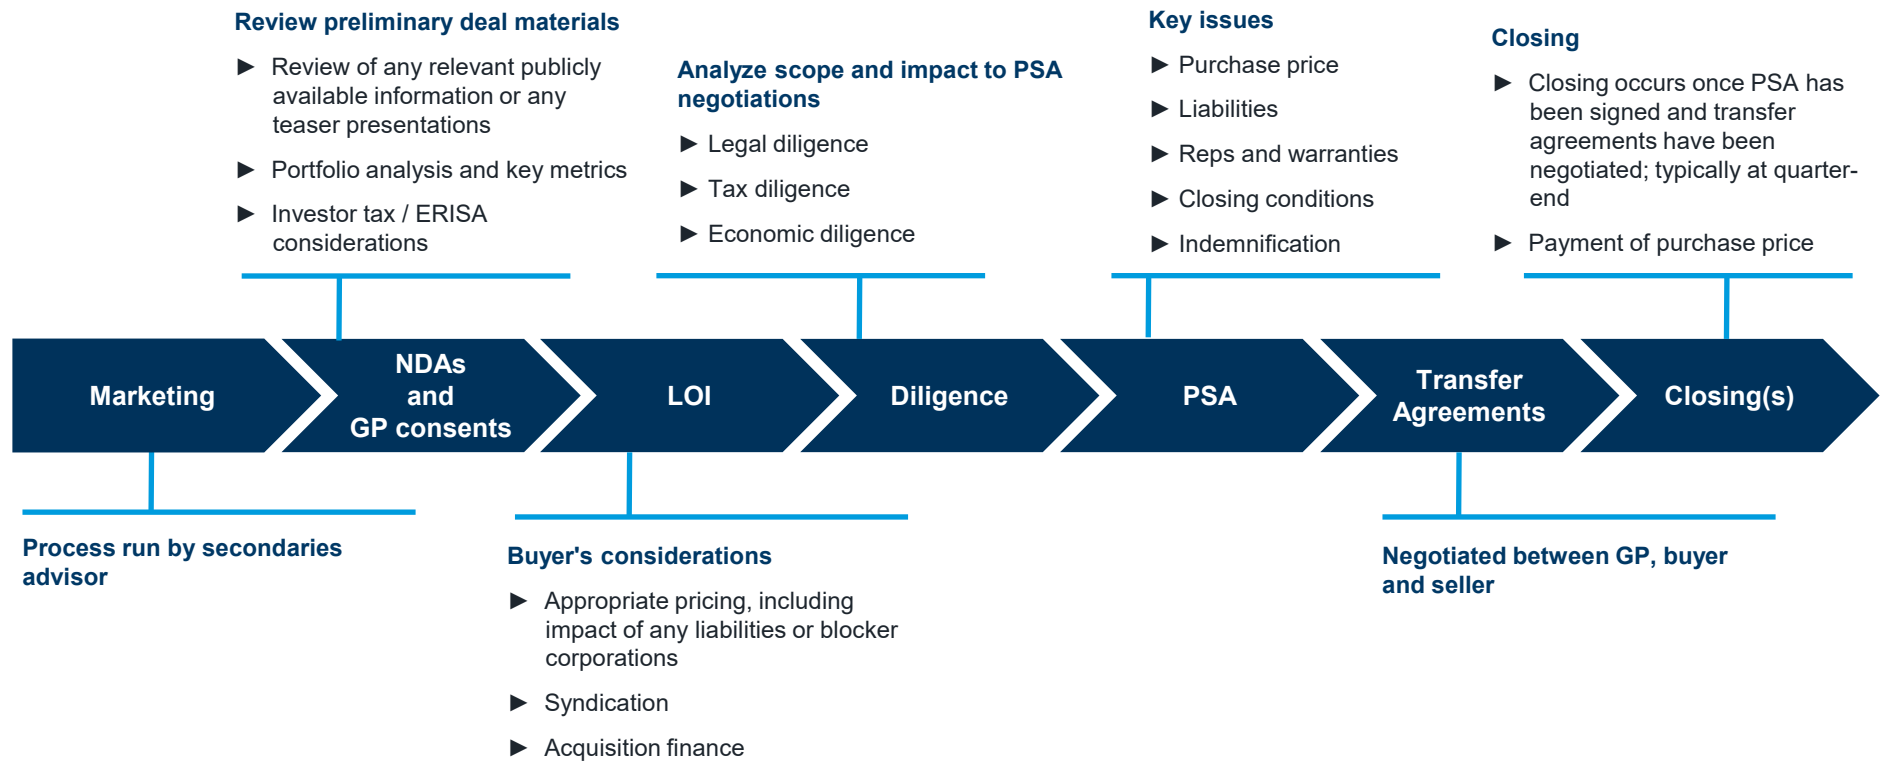 Review preliminary deal materials
► Review of any relevant publicly
available information or any
teaser presentations
► Portfolio analysis and key metrics
► Investor tax / ERISA
considerations
Analyze scope and impact to PSA
negotiations
► Legal diligence
► Tax diligence
► Economic diligence
Key issues
► Purchase price
► Liabilities
► Reps and warranties
► Closing conditions
► Indemnification
Closing
► Closing occurs once PSA has
been signed and transfer
agreements have been
negotiated; typically at quarter-
end
► Payment of purchase price
Marketing
NDAs
and
GP consents
LOI
Diligence
PSA
Transfer
Agreements
Closing(s)
Process run by secondaries
advisor
Buyer's considerations
► Appropriate pricing, including
impact of any liabilities or blocker
corporations
► Syndication
► Acquisition finance
Negotiated between GP, buyer
and seller